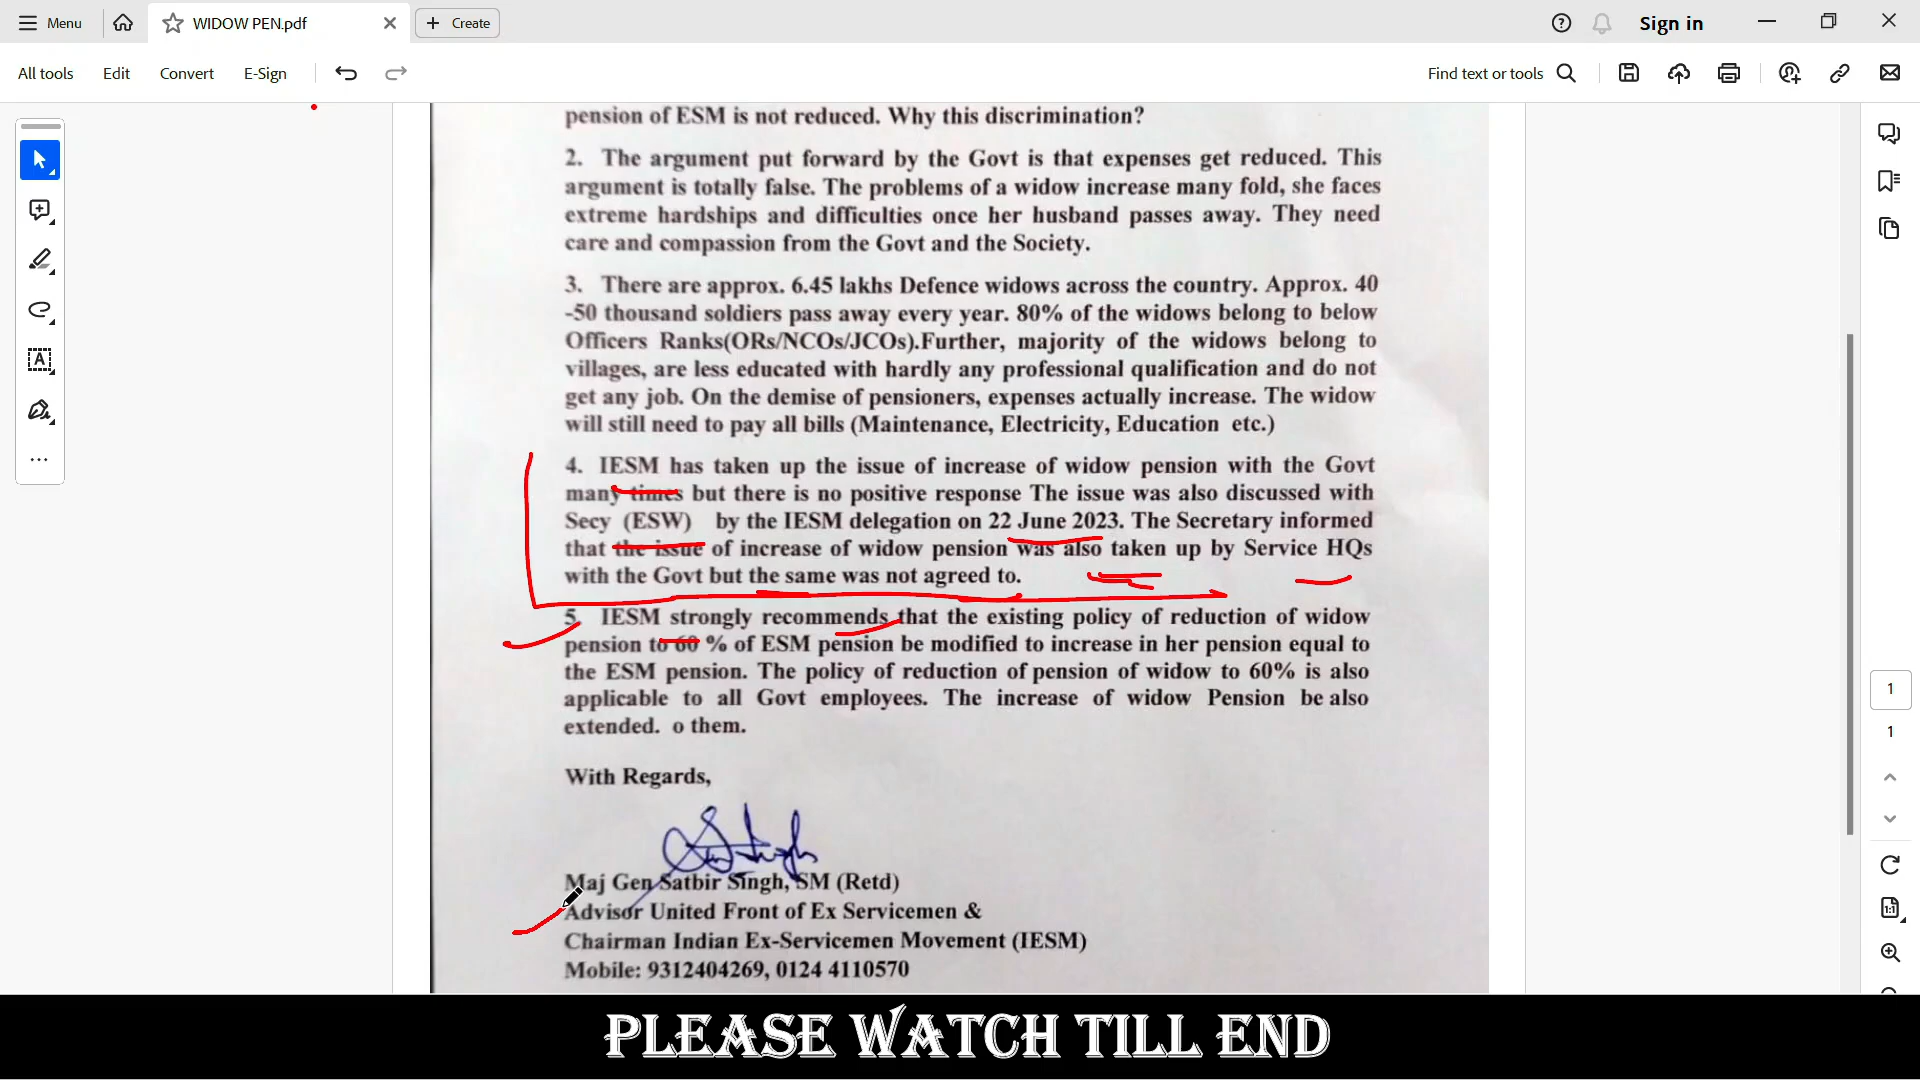 Menu
WIDOW PEN.pdf
Create
Sign in
All tools
Edit
Convert
E-Sign
Find text or tools
pension of ESM is not reduced. Why this discrimination?
2. The argument put forward by the Govt is that expenses get reduced. This
argument is totally false. The problems of a widow increase many fold, she faces
extreme hardships and difficulties once her husband passes away. They need
care and compassion from the Govt and the Society.
3. There are approx. 6.45 lakhs Defence widows across the country. Approx. 40
-50 thousand soldiers pass away every year. 80% of the widows belong to below
Officers Ranks(ORs/NCOs/JCOs).Further, majority of the widows belong to
villages, are less educated with hardly any professional qualification and do not
get any job. On the demise of pensioners, expenses actually increase. The widow
will still need to pay all bills (Maintenance, Electricity, Education etc.)
4. IESM has taken up the issue of increase of widow pension with the Govt
many times but there is no positive response The issue was also discussed with
Secy (ESW) by the IESM delegation on 22 June 2023. The Secretary informed
that the issue of increase of widow pension was also taken up by Service HQs
with the Govt but the same was not agreed to.
5. IESM strongly recommends that the existing policy of reduction of widow
pension to 60 % of ESM pension be modified to increase in her pension equal to
the ESM pension. The policy of reduction of pension of widow to 60% is also
applicable to all Govt employees. The increase of widow Pension be also
extended. o them.
With Regards,
Maj Gen Satbir Singh, SM (Retd)
Advisor United Front of Ex Servicemen &
Chairman Indian Ex-Servicemen Movement (IESM)
Mobile: 9312404269, 0124 4110570
1
1
PLEASE WATCH TILL END